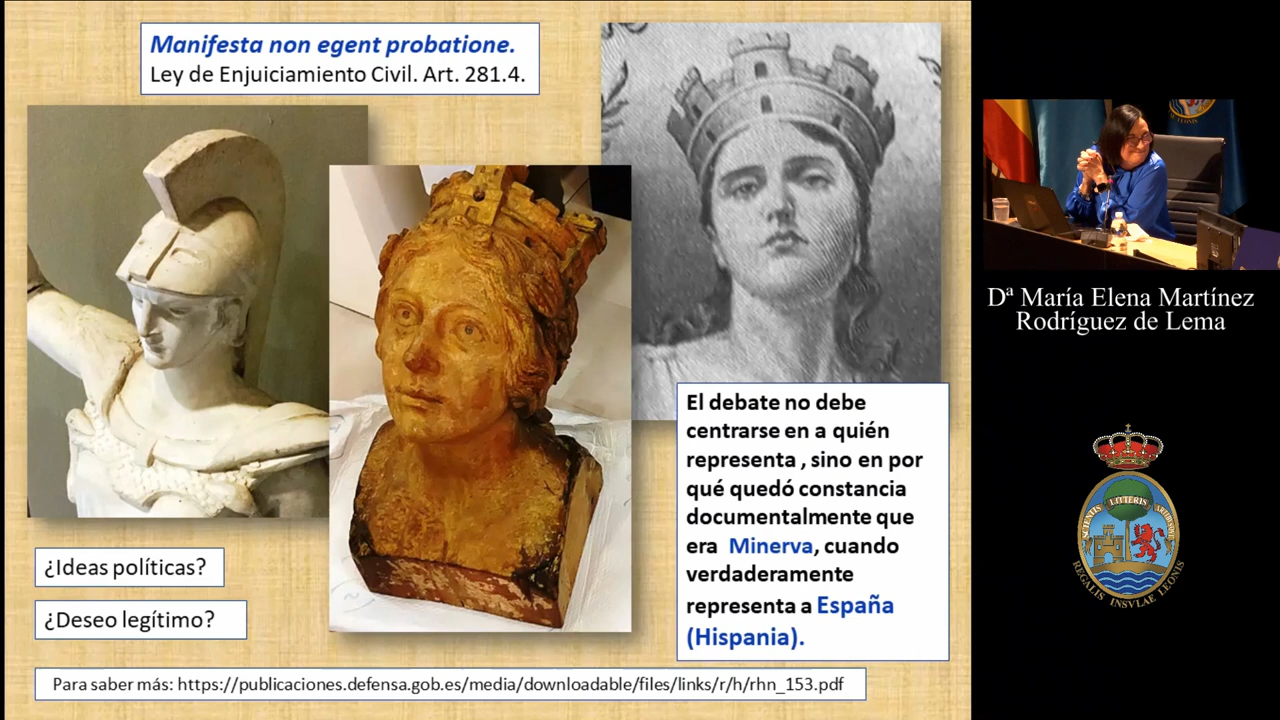 Manifesta non egent probatione.
Ley de Enjuiciamiento Civil. Art. 281.4.
El debate no debe
centrarse en a quién
representa , sino en por
qué quedó constancia
documentalmente que
era Minerva, cuando
verdaderamente
representa a España
(Hispania).
¿Ideas políticas?
¿Deseo legítimo?
Para saber más: https://publicaciones.defensa.gob.es/media/downloadable/files/links/r/h/rhn_153.pdf
Dª María Elena Martínez
Rodríguez de Lema
SCIENTIIS LITTERIS ARTIBUSQUE
REGALIS INSVLAE LEONIS